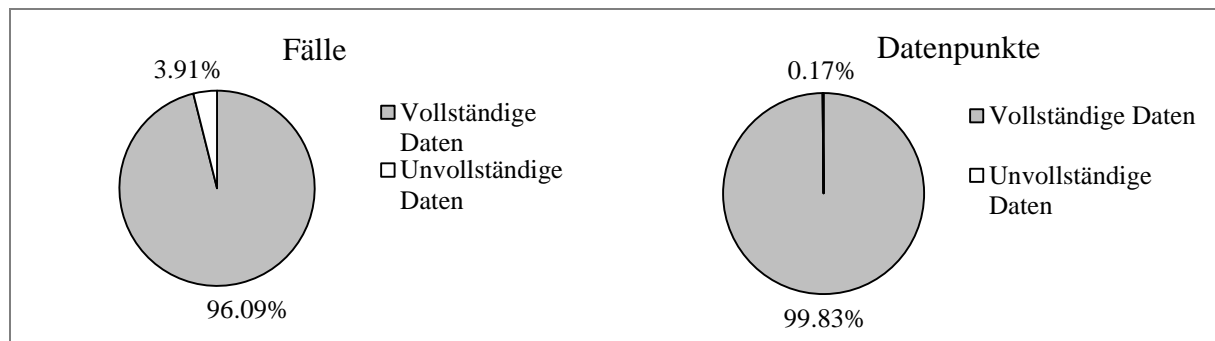 Fälle
3.91%
Vollständige
Daten
Unvollständige
Daten
96.09%
Datenpunkte
0.17%
Vollständige Daten
Unvollständige
Daten
99.83%